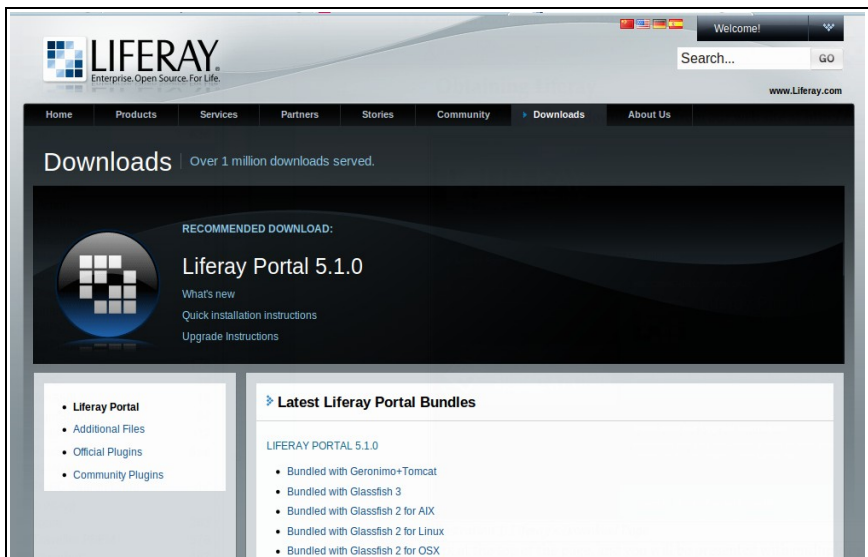 Welcome!
LIFERAY.
Enterprise. Open Source. For Life.
Search...
GO
www.Liferay.com
Home Products Services Partners Stories Community Downloads About Us
Downloads Over 1 million downloads served.
RECOMMENDED DOWNLOAD:
Liferay Portal 5.1.0
What's new
Quick installation instructions
Upgrade Instructions
Liferay Portal
Additional Files
Official Plugins
Community Plugins
Latest Liferay Portal Bundles
LIFERAY PORTAL 5.1.0
Bundled with Geronimo+Tomcat
Bundled with Glassfish 3
Bundled with Glassfish 2 for AIX
Bundled with Glassfish 2 for Linux
Bundled with Glassfish 2 for OSX